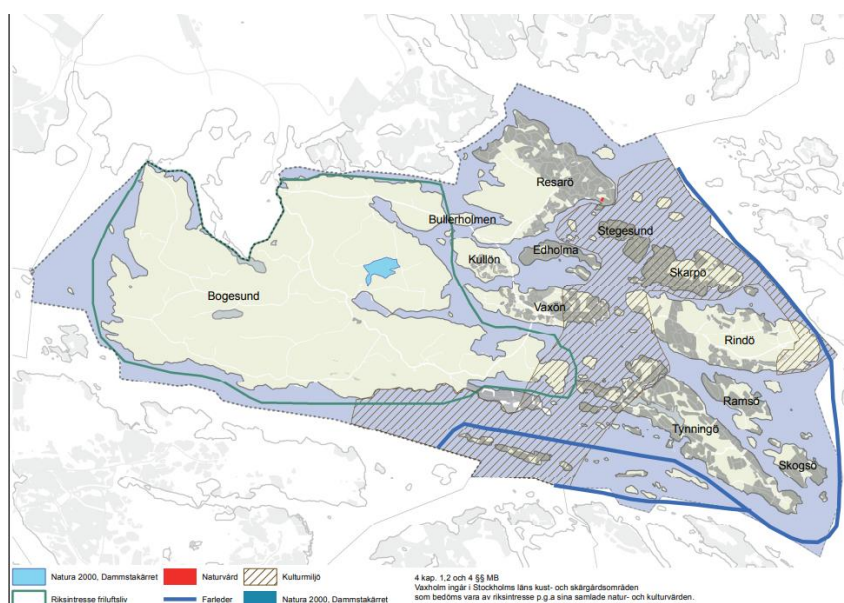 Resarö
Bullerholmen
Stegesund
Edholma
Kullön
Skarpö
Bogesund
Vaxön
Rindö
Ramsö
Tynningö
Skogsö
Natura 2000, Dammstakärret
Naturvård
Kulturmiljö
4 kap. 1,2 och 4 §§ MB
Vaxholm ingår i Stockholms läns kust- och skärgårdsområden
som bedöms vara av riksintresse p.g.a sina samlade natur- och kulturvärden.
Riksintresse friluftsliv
Farleder
Natura 2000, Dammstakärret